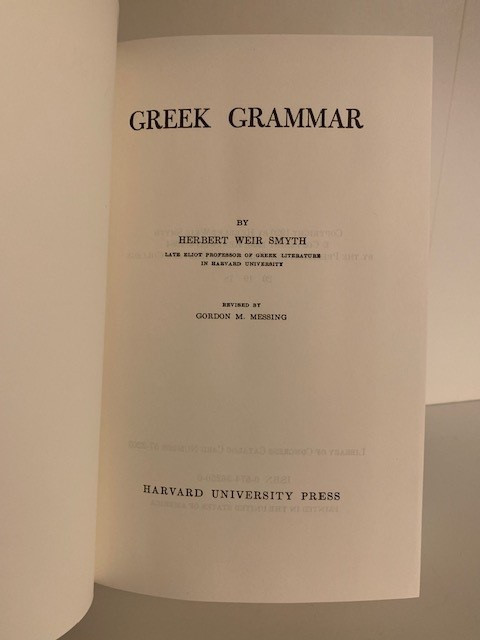 GREEK GRAMMAR
BY
HERBERT WEIR SMYTH
LATE ELIOT PROFESSOR OF GREEK LITERATURE
IN HARVARD UNIVERSITY
REVISED BY
GORDON M. MESSING
HARVARD UNIVERSITY PRESS